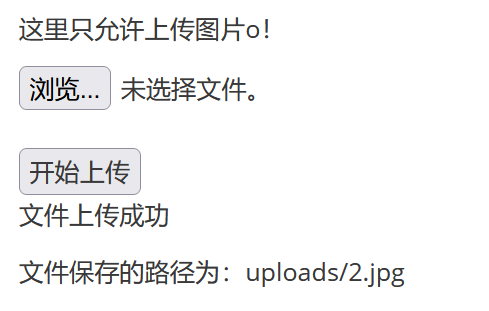 这里只允许上传图片o!
浏览... 未选择文件。
开始上传
文件上传成功
文件保存的路径为：uploads/2.jpg